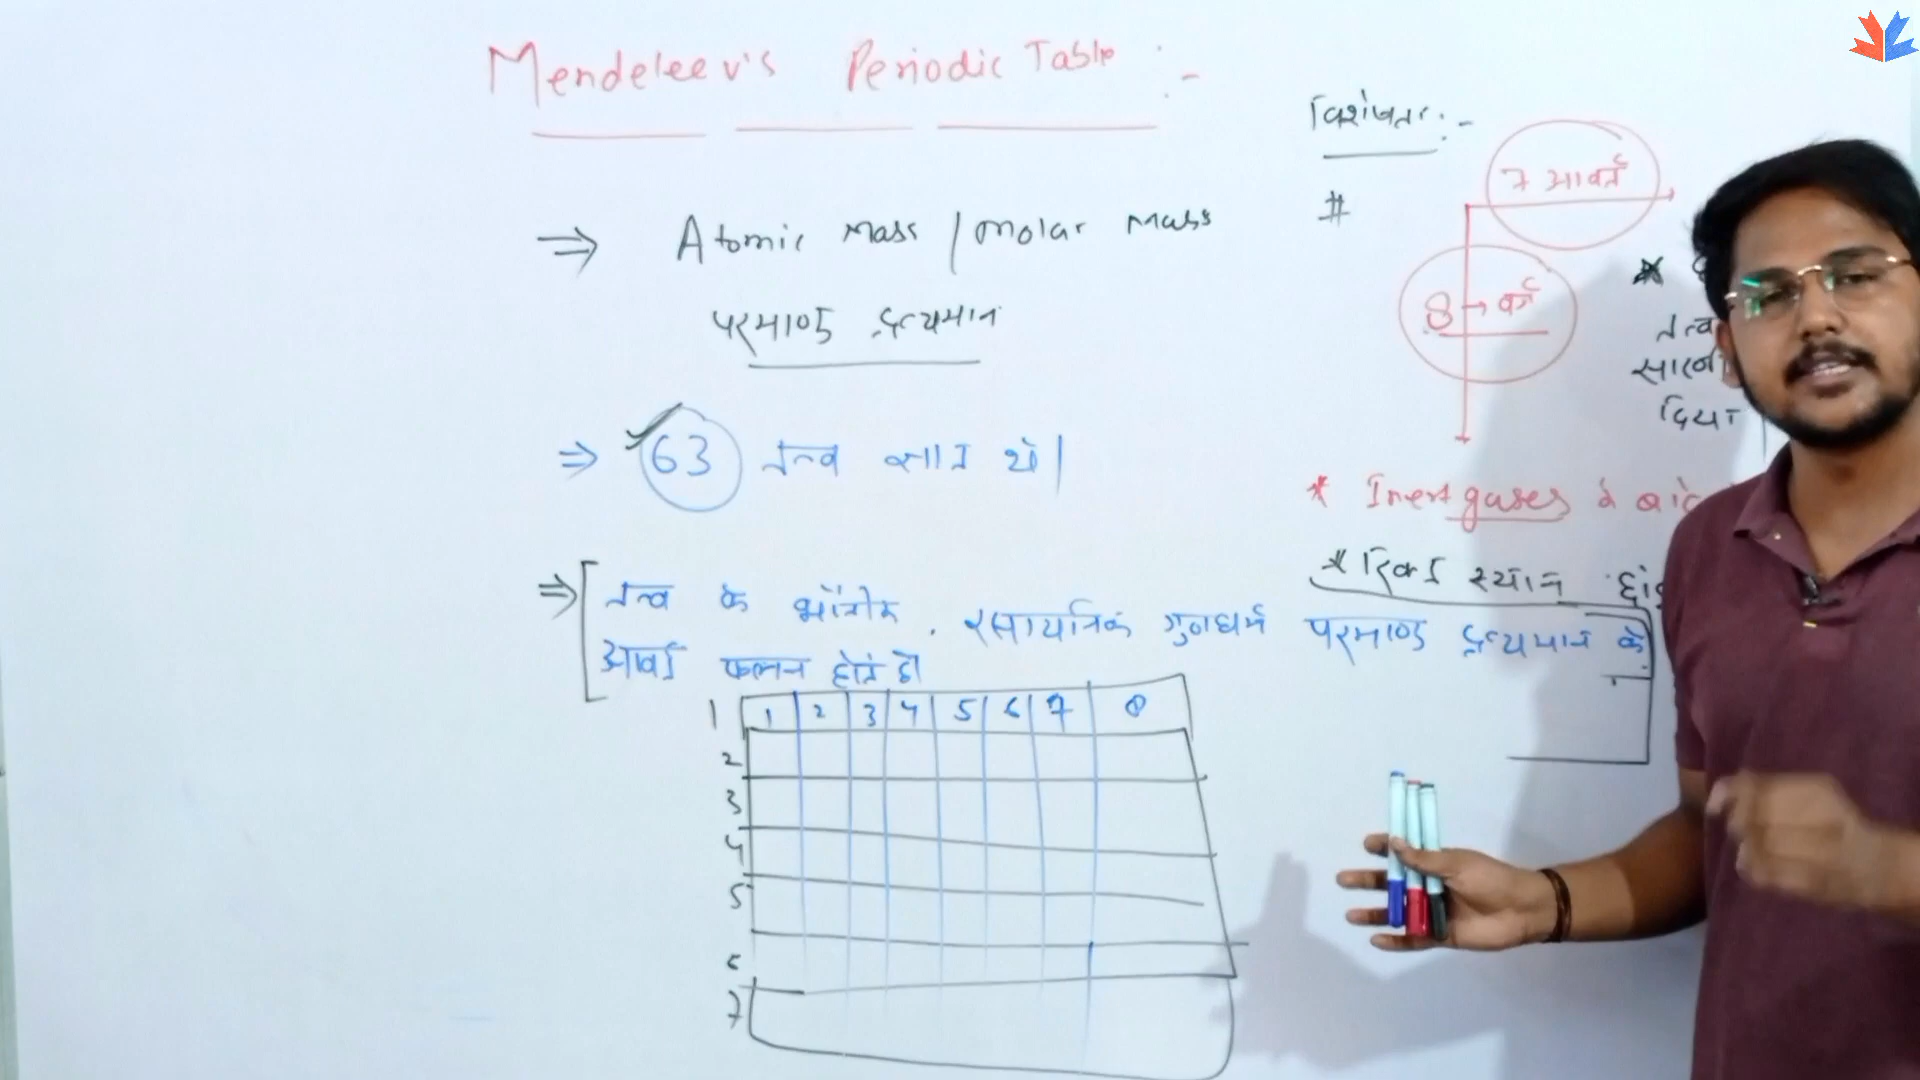 Mendeleev's Periodic Table :-
⇒ Atomic Mass / molar Mass
परमाणु द्रव्यमान
⇒ 63 तत्व ज्ञात थे।
⇒ तत्व के भौतिक, रसायनिक गुणधर्म परमाणु द्रव्यमान के
आवर्त फलन होते हैं
1 1 2 3 4 5 6 7 8
2
3
4
5
6
7
विशेषता :-
# 7 आवर्त
8 → वर्ग
*
तत्व
सारणी
दिया
* Inert gases
* रिक्त स्थान